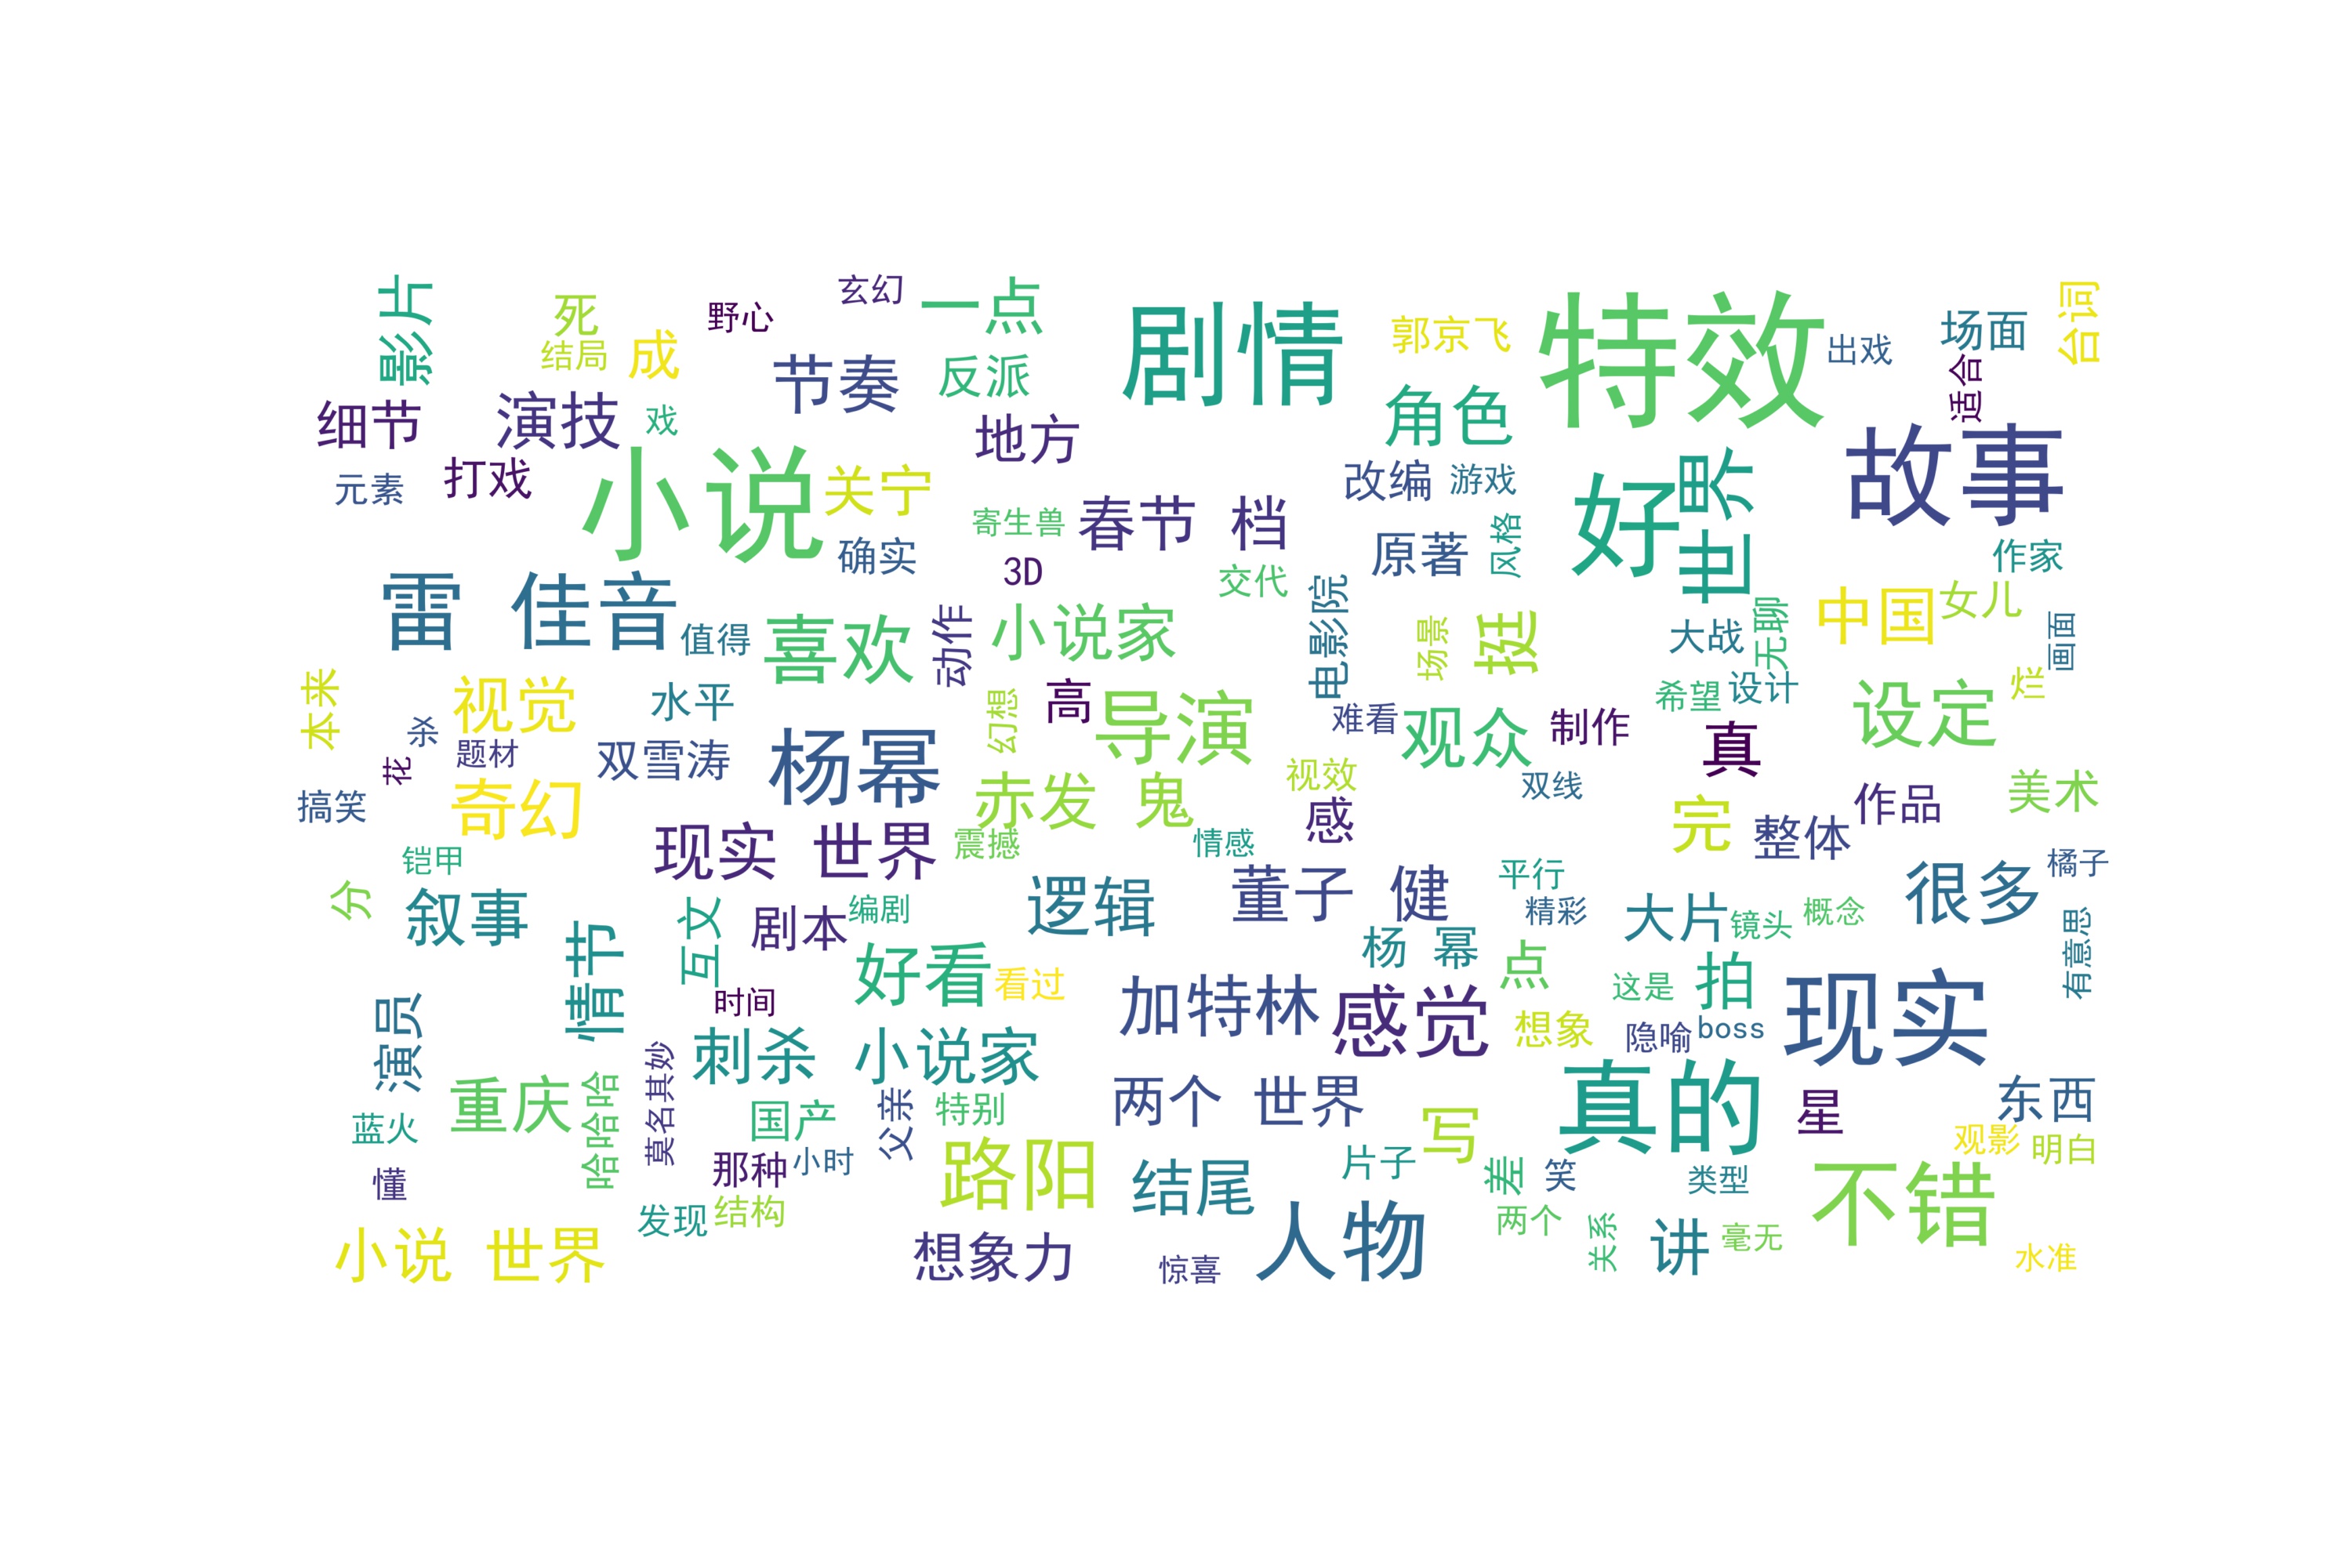 影片
死
结局
成
野心
玄幻
一点
剧情
郭京飞
特效
出戏
场面
台词
适合
细节
演技
戏
节奏
反派
地方
角色
故事
元素
打戏
小说
关宁
确实
寄生兽
春节 档
改编
游戏
原著
风格
好
世界
作家
3D
交代
雷 佳音
值得
喜欢
动作
小说家
电影院
场景
挺
大战
无聊
中国
女儿
画面
本来
视觉
水平
幻想
高
导演
难看
观众
制作
希望
设计
真
设定
烂
杀
花
题材
双雪涛
杨幂
搞笑
奇幻
赤发 鬼
视效
感
双线
完
整体
作品
美术
现实 世界
震撼
情感
铠甲
分
叙事
情节
互文
剧本
编剧
逻辑
董子 健
平行
精彩
大片
镜头
概念
很多
橘子
有意思
好看
看过
杨 幂
点
这是
拍
时间
加特林
感觉
想象
隐喻
boss
现实
演员
刺杀 小说家
重庆
哈哈哈
莫名其妙
国产
父亲
特别
两个 世界
写
真的
星
东西
蓝火
懂
那种
小时
路阳
结尾
片子
差
笑
类型
观影
明白
不错
发现
结构
小说 世界
想象力
惊喜
人物
两个
关系
讲
毫无
水准